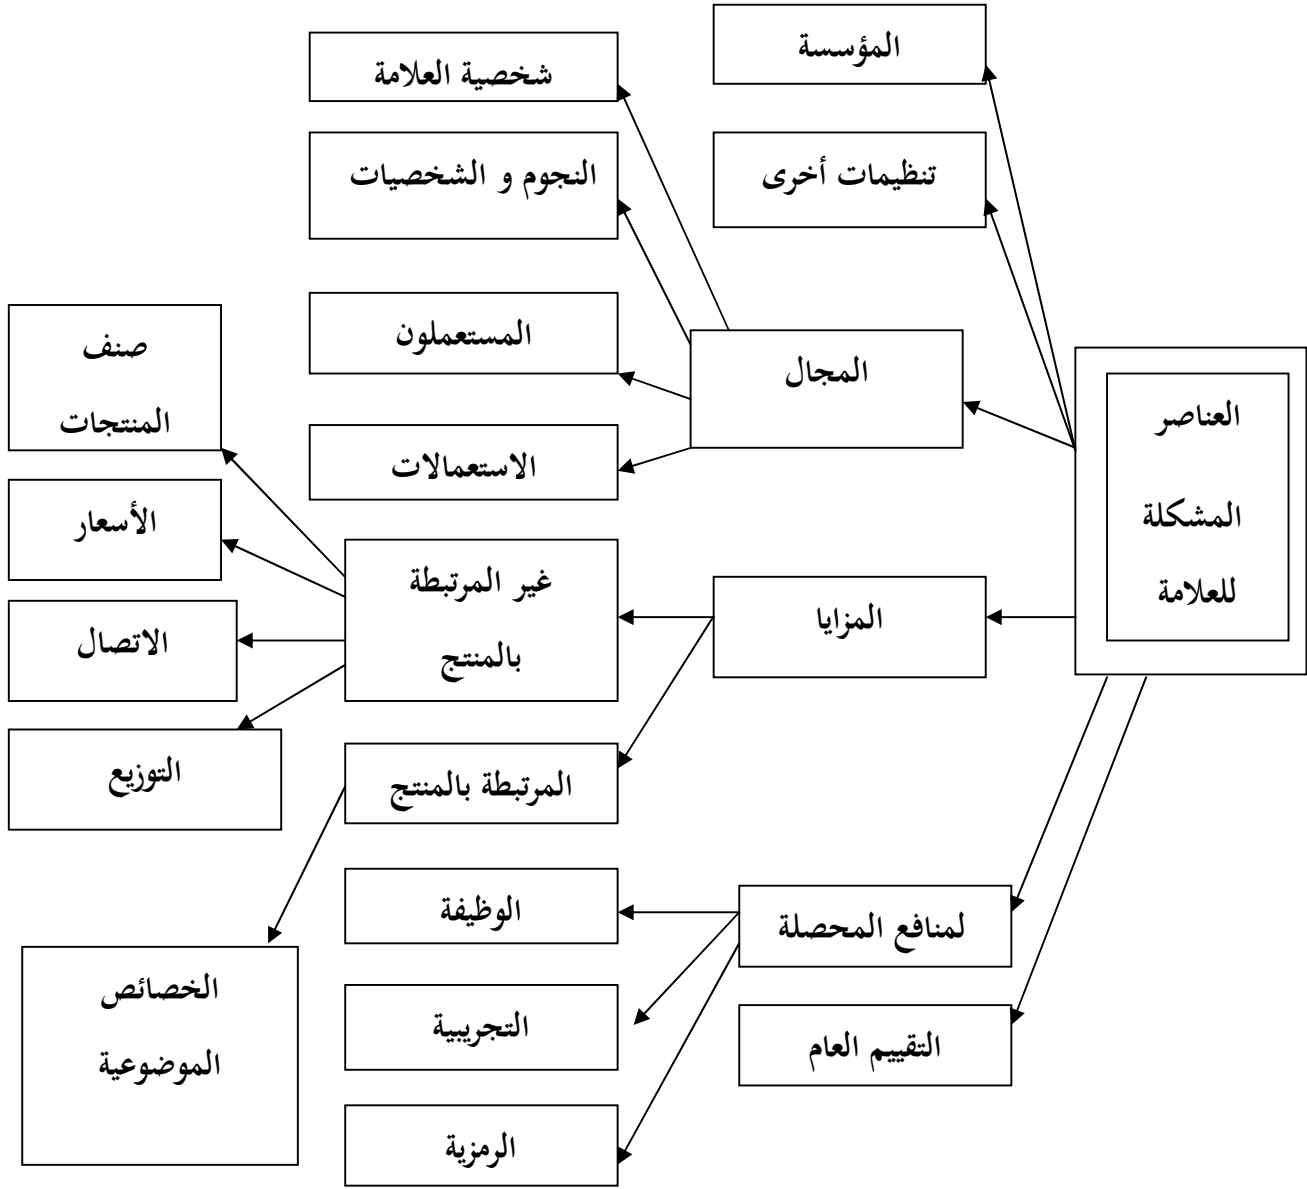 المؤسسة
تنظيمات أخرى
شخصية العلامة
النجوم و الشخصيات
المستعملون
الاستعمالات
المجال
العناصر
المشكلة
للعلامة
المزايا
غير المرتبطة
بالمنتج
المرتبطة بالمنتج
صنف
المنتجات
الأسعار
الاتصال
التوزيع
الخصائص
الموضوعية
لمنافع المحصلة
الوظيفة
التجريبية
الرمزية
التقييم العام